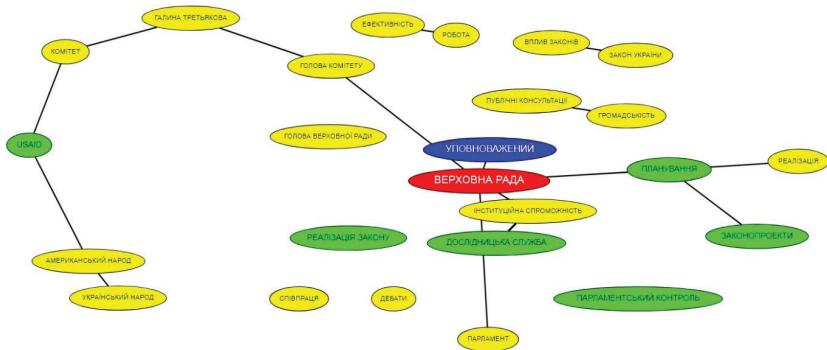 ГАЛИНА ТРЕТЬЯКОВА
ЕФЕКТИВНІСТЬ
РОБОТА
КОМІТЕТ
ВПЛИВ ЗАКОНІВ
ЗАКОН УКРАЇНИ
ГОЛОВА КОМІТЕТУ
ПУБЛІЧНІ КОНСУЛЬТАЦІЇ
ГРОМАДСЬКІСТЬ
ГОЛОВА ВЕРХОВНОЇ РАДИ
USAID
УПОВНОВАЖЕНИЙ
РЕАЛІЗАЦІЯ
ПЛАНУВАННЯ
ВЕРХОВНА РАДА
ІНСТИТУЦІЙНА СПРОМОЖНІСТЬ
РЕАЛІЗАЦІЯ ЗАКОНУ
ДОСЛІДНИЦЬКА СЛУЖБА
ЗАКОНОПРОЕКТИ
АМЕРИКАНСЬКИЙ НАРОД
УКРАЇНСЬКИЙ НАРОД
СПІВПРАЦЯ
ДЕБАТИ
ПАРЛАМЕНТСЬКИЙ КОНТРОЛЬ
ПАРЛАМЕНТ